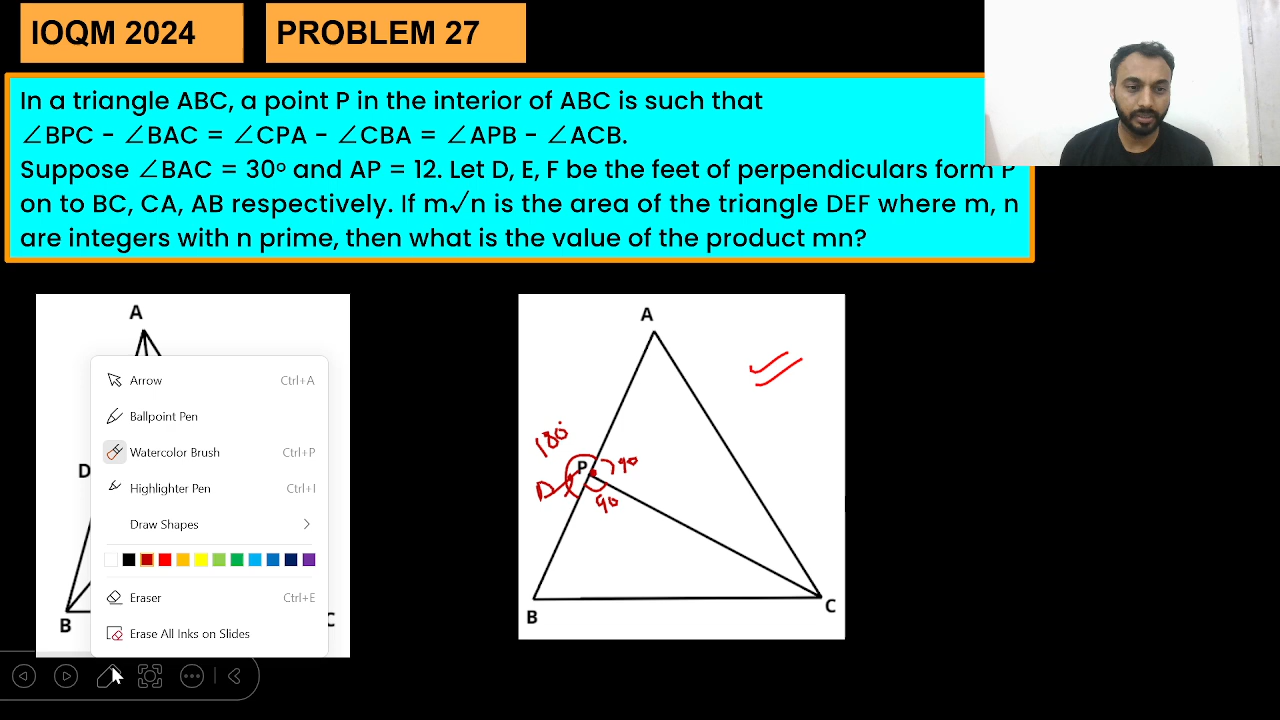 IOQM 2024
PROBLEM 27
In a triangle ABC, a point P in the interior of ABC is such that
∠BPC - ∠BAC = ∠CPA - ∠CBA = ∠APB - ∠ACB.
Suppose ∠BAC = 30º and AP = 12. Let D, E, F be the feet of perpendiculars form P
on to BC, CA, AB respectively. If m√n is the area of the triangle DEF where m, n
are integers with n prime, then what is the value of the product mn?
A
D
B
C
Arrow Ctrl+A
Ballpoint Pen
Watercolor Brush Ctrl+P
Highlighter Pen Ctrl+I
Draw Shapes
Eraser Ctrl+E
Erase All Inks on Slides
A
180°
P
90
D
90
B
C